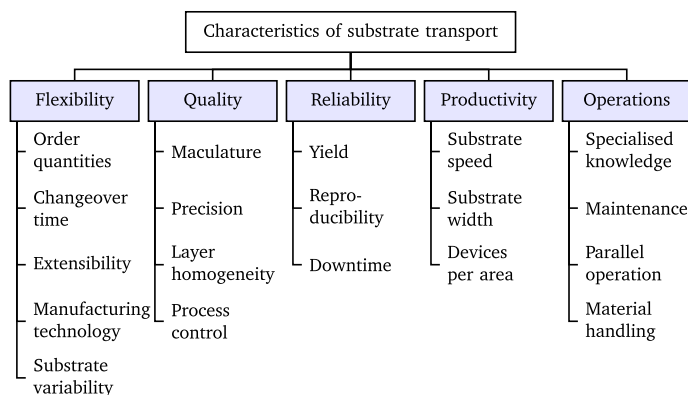 Characteristics of substrate transport
Flexibility
Order
quantities
Changeover
time
Extensibility
Manufacturing
technology
Substrate
variability
Quality
Maculature
Precision
Layer
homogeneity
Process
control
Reliability
Yield
Repro-
ducibility
Downtime
Productivity
Substrate
speed
Substrate
width
Devices
per area
Operations
Specialised
knowledge
Maintenance
Parallel
operation
Material
handling